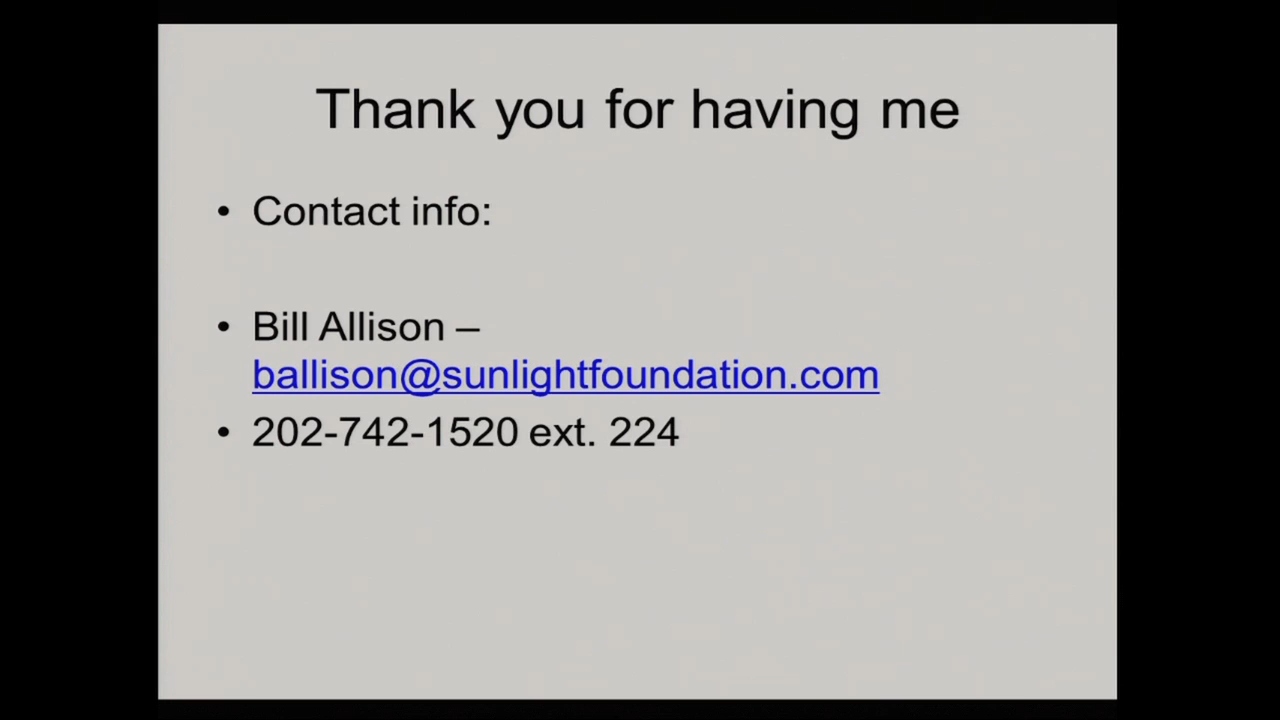 Thank you for having me
• Contact info:
• Bill Allison –
ballison@sunlightfoundation.com
• 202-742-1520 ext. 224